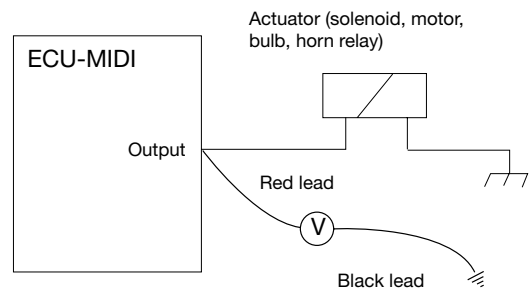 Actuator (solenoid, motor,
bulb, horn relay)
ECU-MIDI
Output
Red lead
V
Black lead